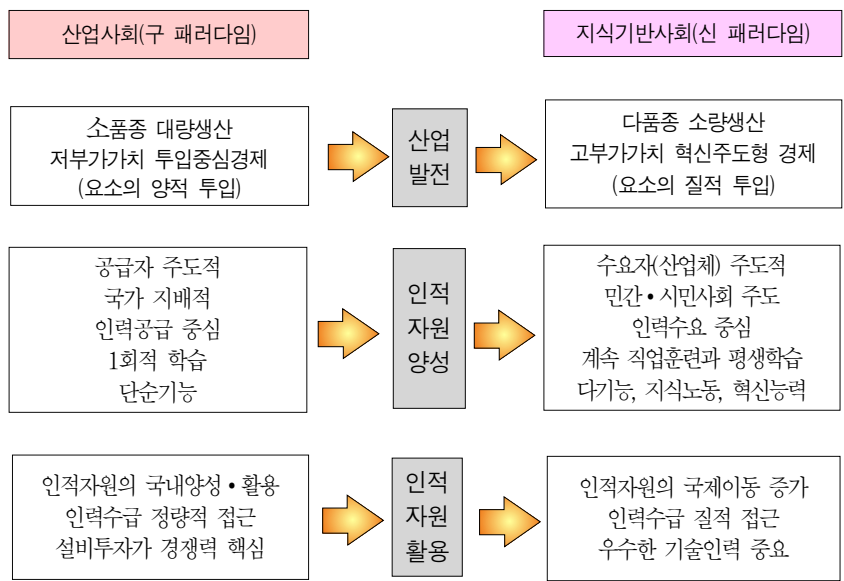 산업사회(구 패러다임)
지식기반사회(신 패러다임)
소품종 대량생산
저부가가치 투입중심경제
(요소의 양적 투입)
산업
발전
다품종 소량생산
고부가가치 혁신주도형 경제
(요소의 질적 투입)
공급자 주도적
국가 지배적
인력공급 중심
1회적 학습
단순기능
인적
자원
양성
수요자(산업체) 주도적
민간•시민사회 주도
인력수요 중심
계속 직업훈련과 평생학습
다기능, 지식노동, 혁신능력
인적자원의 국내양성•활용
인력수급 정량적 접근
설비투자가 경쟁력 핵심
인적
자원
활용
인적자원의 국제이동 증가
인력수급 질적 접근
우수한 기술인력 중요